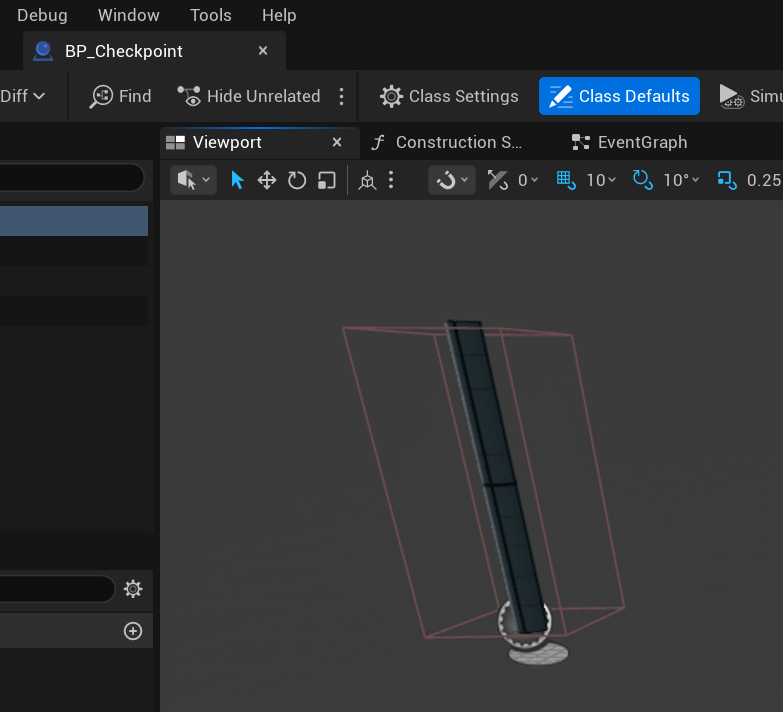 Debug Window Tools Help
BP_Checkpoint
Diff Find Hide Unrelated Class Settings Class Defaults
Viewport Construction S... EventGraph
0 10 10° 0.25